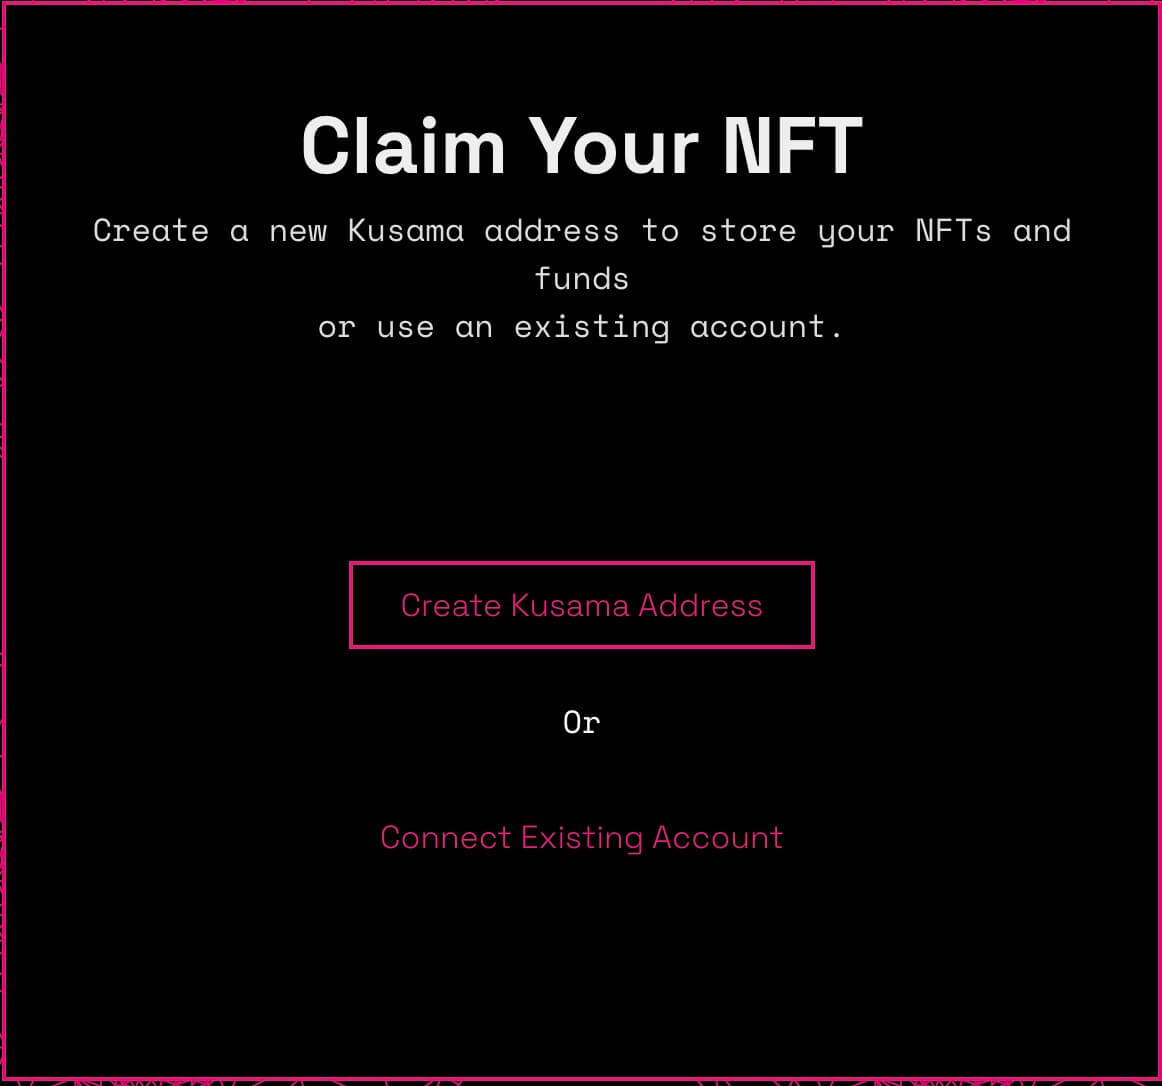 Claim Your NFT
Create a new Kusama address to store your NFTs and
funds
or use an existing account.
Create Kusama Address
Or
Connect Existing Account